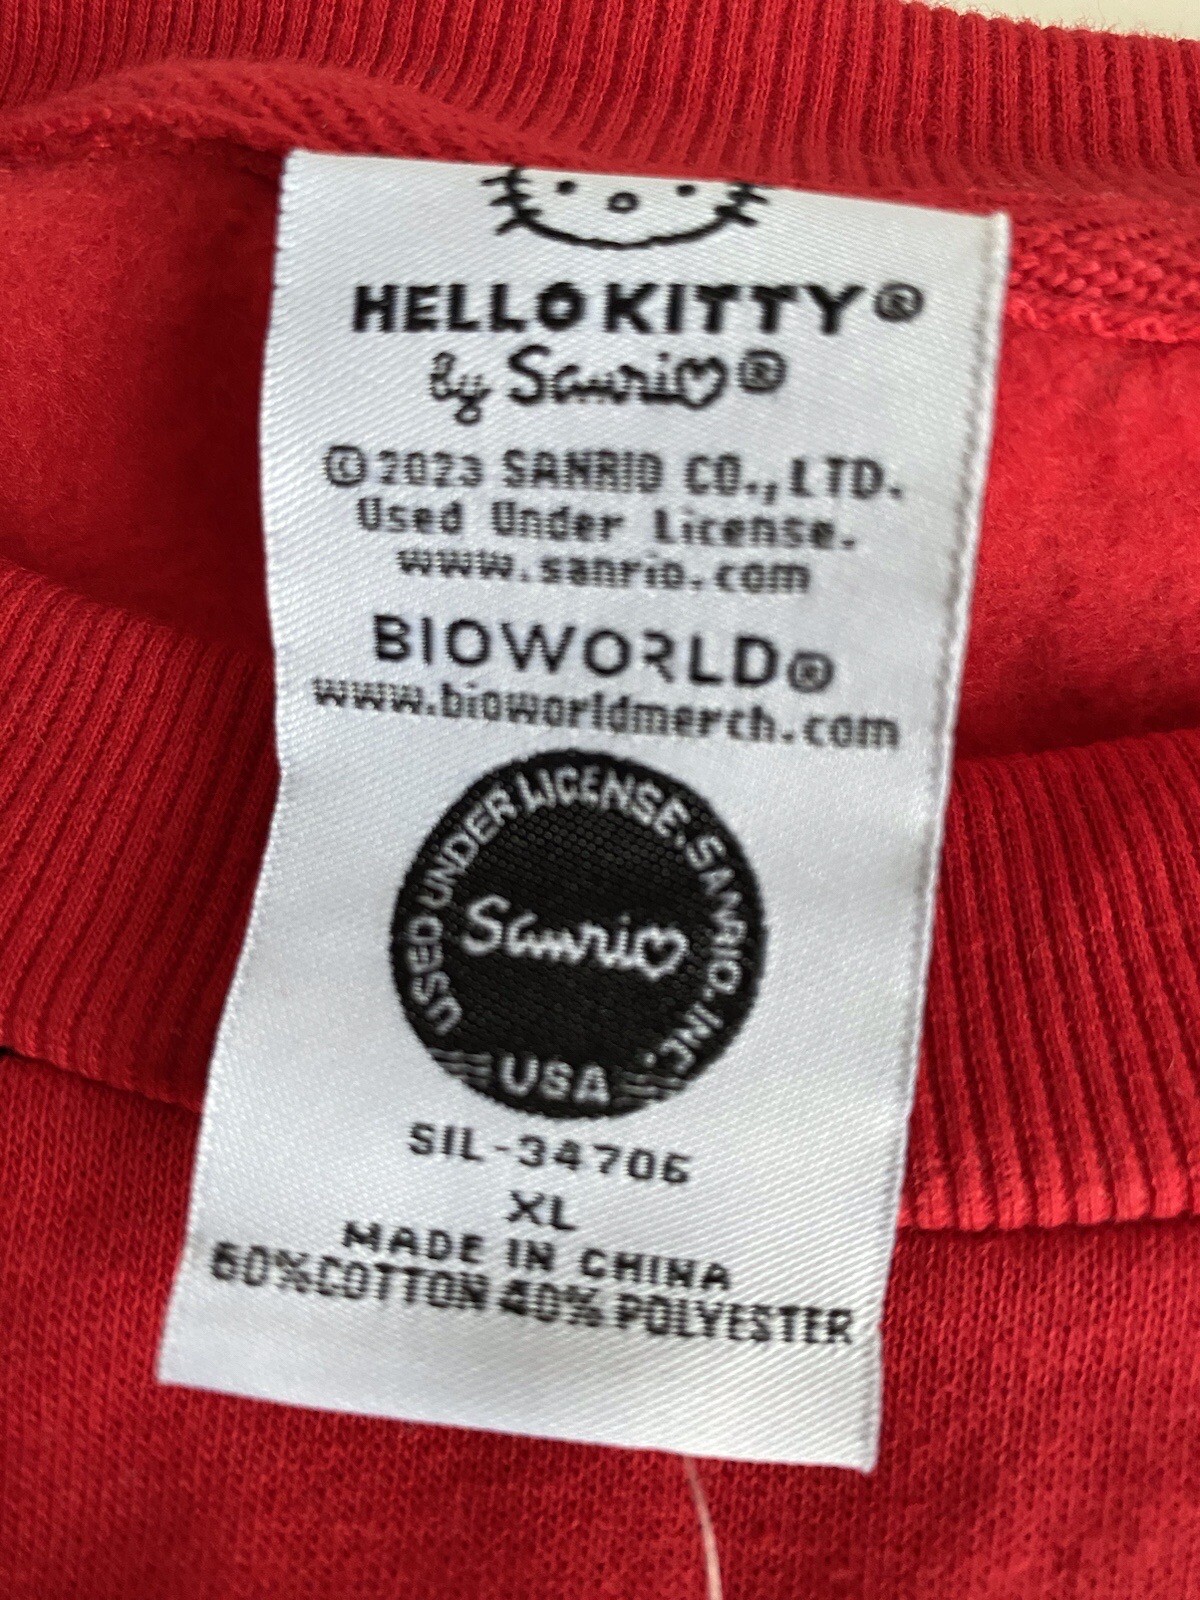 HELLO KITTY®
by Sanrio®
©2023 SANRIO CO.,LTD.
Used Under License.
www.sanrio.com
BIOWORLD®
www.bioworldmerch.com
USED UNDER LICENSE. SANRIO, INC.
Sanrio
USA
SIL-34706
XL
MADE IN CHINA
60%COTTON 40% POLYESTER